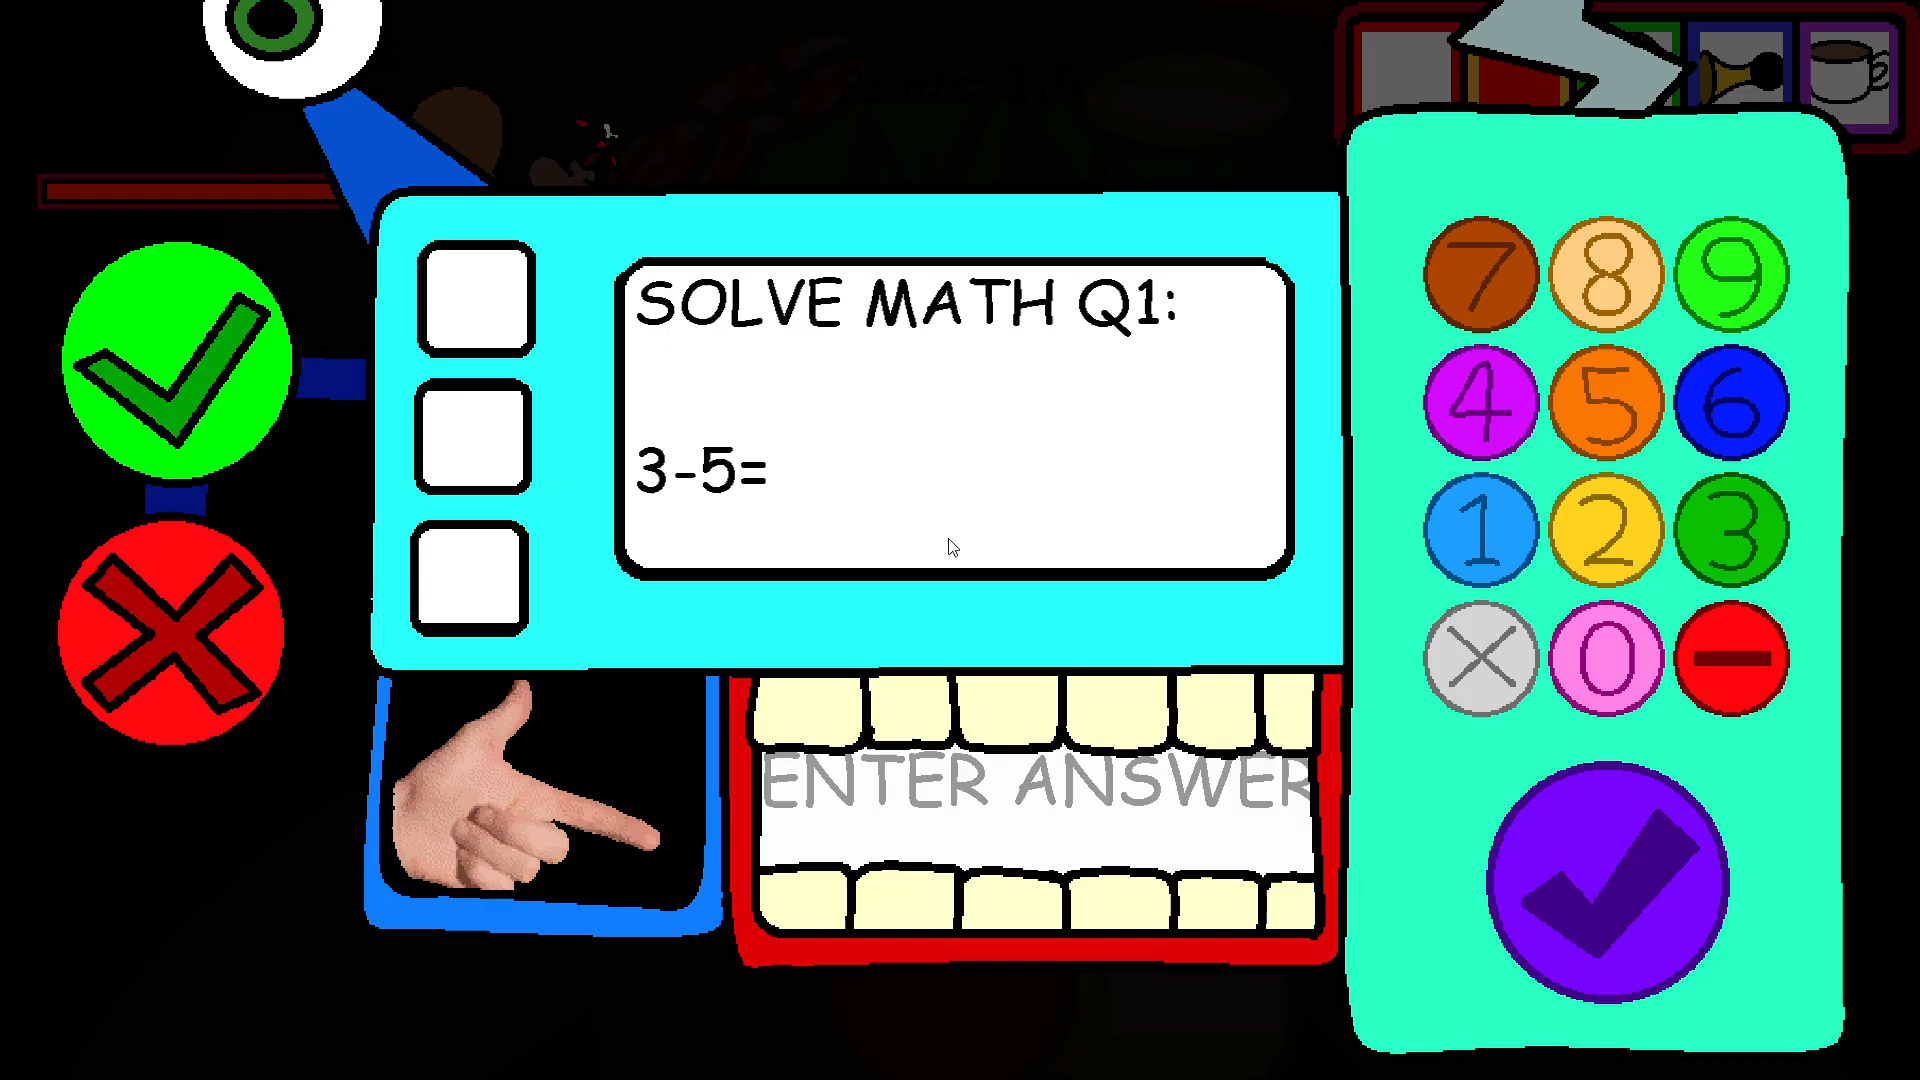 SOLVE MATH Q1:
3-5=
7 8 9
4 5 6
1 2 3
X 0 -
ENTER ANSWER